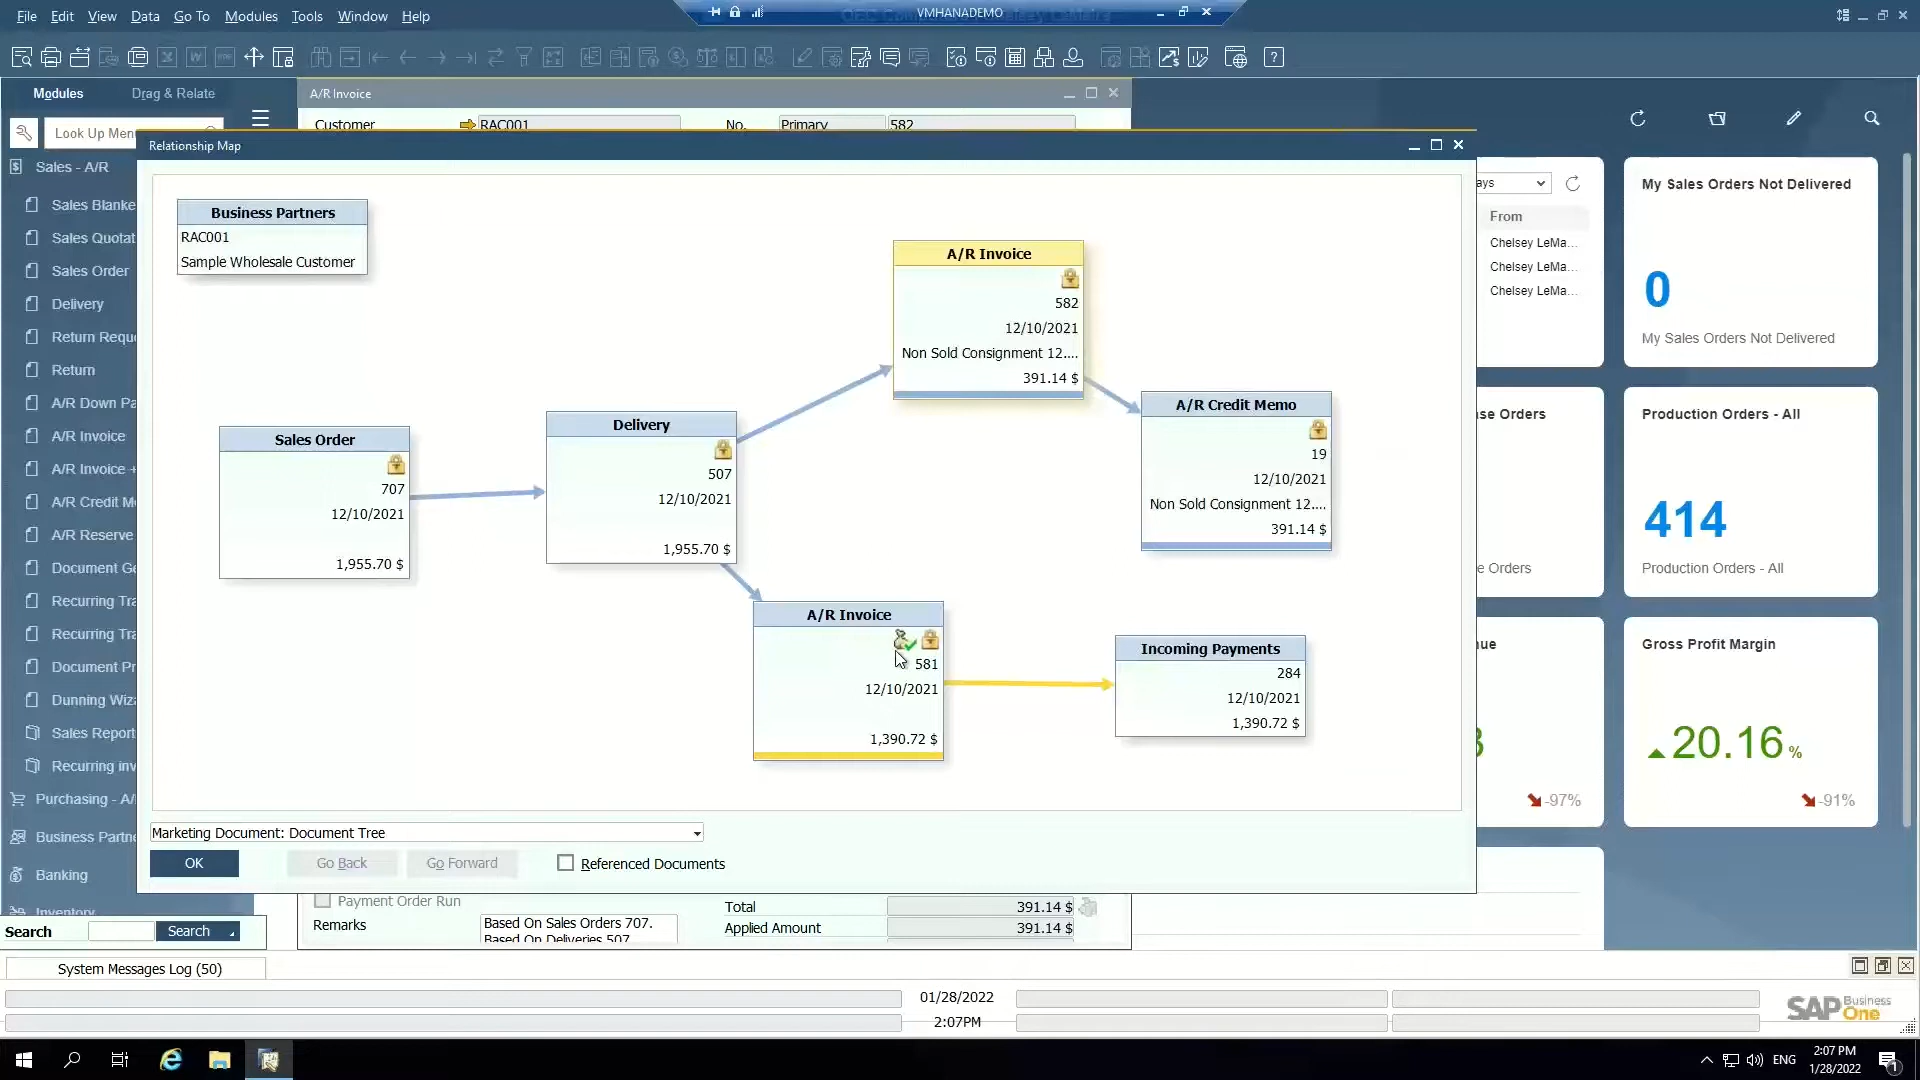 File Edit View Data Go To Modules Tools Window Help
VMHANADEMO
Modules
Drag & Relate
A/R Invoice
Look Up Menu
Customer
RAC001
No.
Primary
582
Relationship Map
Sales - A/R
Sales Blanke
Sales Quotat
Sales Order
Delivery
Return Reque
Return
A/R Down Pa
A/R Invoice
A/R Invoice +
A/R Credit M
A/R Reserve
Document Ge
Recurring Tra
Recurring Tra
Document Pr
Dunning Wiz
Sales Report
Recurring inv
Purchasing - A/
Business Partne
Banking
Inventory
Business Partners
RAC001
Sample Wholesale Customer
Sales Order
707
12/10/2021
1,955.70 $
Delivery
507
12/10/2021
1,955.70 $
A/R Invoice
582
12/10/2021
Non Sold Consignment 12....
391.14 $
A/R Credit Memo
19
12/10/2021
Non Sold Consignment 12....
391.14 $
A/R Invoice
581
12/10/2021
1,390.72 $
Incoming Payments
284
12/10/2021
1,390.72 $
Marketing Document: Document Tree
OK
Go Back
Go Forward
Referenced Documents
ays
From
Chelsey LeMa...
Chelsey LeMa...
Chelsey LeMa...
My Sales Orders Not Delivered
0
My Sales Orders Not Delivered
se Orders
e Orders
Production Orders - All
414
Production Orders - All
ue
-97%
Gross Profit Margin
20.16 %
-91%
Payment Order Run
Remarks
Based On Sales Orders 707.
Based On Deliveries 507
Total
391.14 $
Applied Amount
391.14 $
Search
Search
System Messages Log (50)
01/28/2022
2:07PM
SAP Business One
ENG
2:07 PM
1/28/2022
1